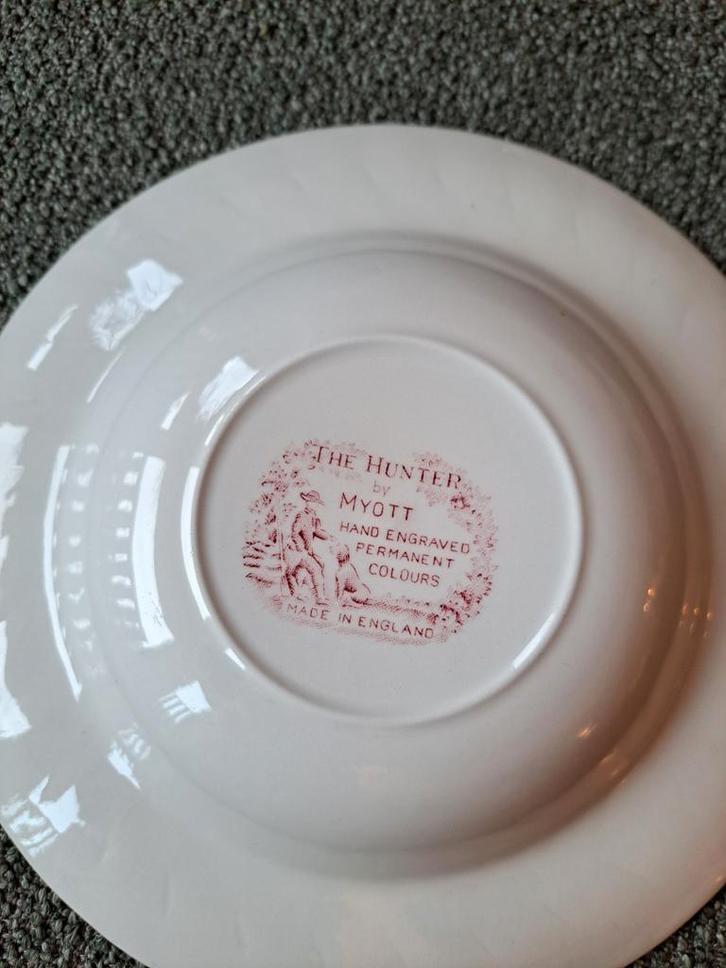 THE HUNTER
by
MYOTT
HAND ENGRAVED
PERMANENT
COLOURS
MADE IN ENGLAND